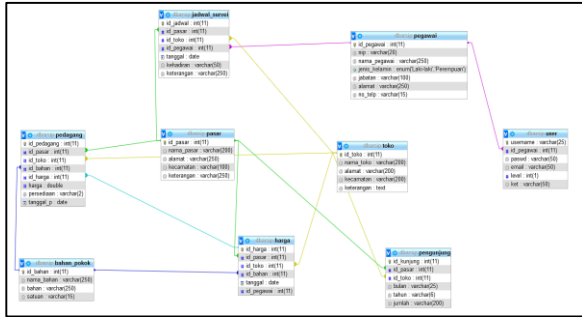 jadwal_survei
id_jadwal : int(11)
id_pasar : int(11)
id_toko : int(11)
id_pegawai : int(11)
tanggal : date
kehadiran : varchar(50)
keterangan : varchar(250)
pegawai
id_pegawai : int(11)
nip : varchar(20)
nama_pegawai : varchar(250)
jenis_kelamin : enum('Laki-laki','Perempuan')
jabatan : varchar(100)
alamat : varchar(250)
no_telp : varchar(15)
pedagang
id_pedagang : int(11)
id_pasar : int(11)
id_toko : int(11)
id_bahan : int(11)
id_harga : int(11)
harga : double
persediaan : varchar(2)
tanggal_p : date
pasar
id_pasar : int(11)
nama_pasar : varchar(200)
alamat : varchar(250)
kecamatan : varchar(100)
keterangan : varchar(250)
toko
id_toko : int(11)
nama_toko : varchar(200)
alamat : varchar(200)
kecamatan : varchar(200)
keterangan : text
user
username : varchar(25)
id_pegawai : int(11)
paswd : varchar(50)
email : varchar(50)
level : int(1)
ket : varchar(50)
bahan_pokok
id_bahan : int(11)
nama_bahan : varchar(250)
bahan : varchar(250)
satuan : varchar(15)
harga
id_harga : int(11)
id_pasar : int(11)
id_toko : int(11)
id_bahan : int(11)
tanggal : date
id_pegawai : int(11)
pengunjung
id_kunjung : int(11)
id_pasar : int(11)
id_toko : int(11)
bulan : varchar(25)
tahun : varchar(6)
jumlah : varchar(200)